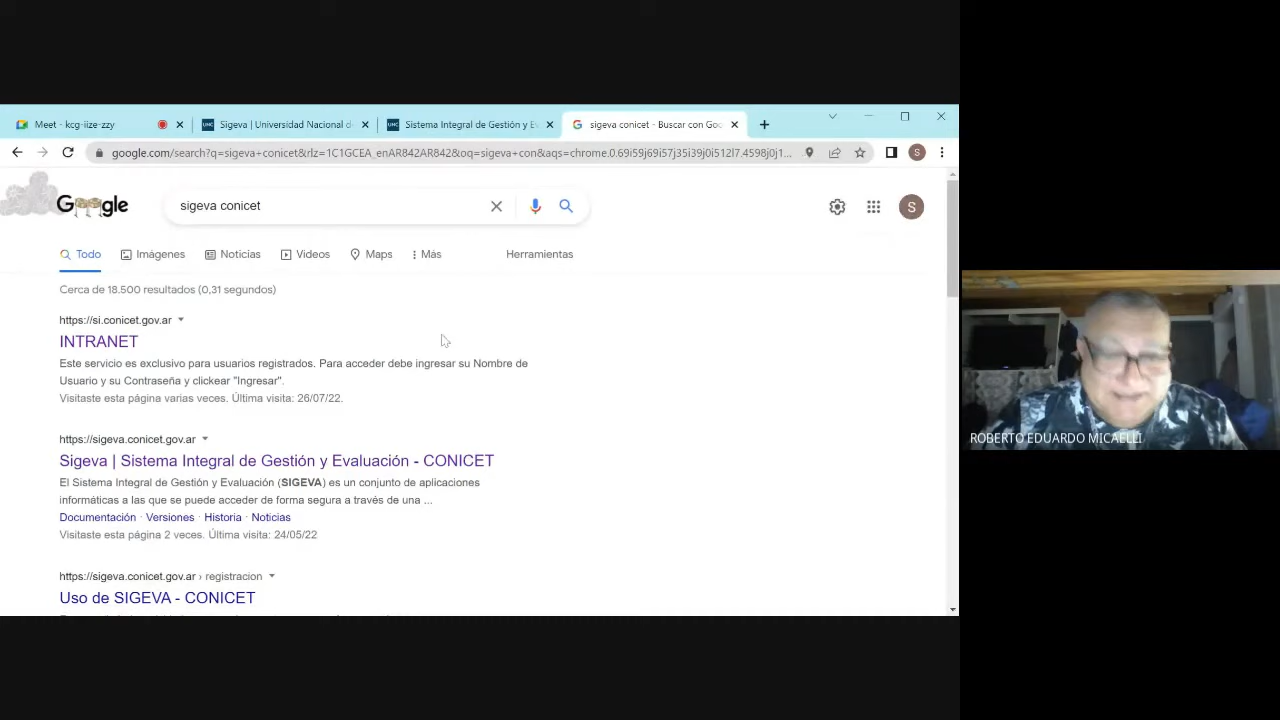 Meet - kcg-iize-zzy
Sigeva | Universidad Nacional d
Sistema Integral de Gestión y Ev
sigeva conicet - Buscar con Goo
google.com/search?q=sigeva+conicet&rlz=1C1GCEA_enAR842AR842&oq=sigeva+con&aqs=chrome.0.69i59j69i57j35i39j0i512l7.4598j0j1...
S
Google
sigeva conicet
S
Todo
Imágenes
Noticias
Videos
Maps
Más
Herramientas
Cerca de 18.500 resultados (0,31 segundos)
https://si.conicet.gov.ar
INTRANET
Este servicio es exclusivo para usuarios registrados. Para acceder debe ingresar su Nombre de
Usuario y su Contraseña y clickear "Ingresar".
Visitaste esta página varias veces. Última visita: 26/07/22.
https://sigeva.conicet.gov.ar
Sigeva | Sistema Integral de Gestión y Evaluación - CONICET
El Sistema Integral de Gestión y Evaluación (SIGEVA) es un conjunto de aplicaciones
informáticas a las que se puede acceder de forma segura a través de una ...
Documentación · Versiones · Historia · Noticias
Visitaste esta página 2 veces. Última visita: 24/05/22
https://sigeva.conicet.gov.ar › registracion
Uso de SIGEVA - CONICET
ROBERTO EDUARDO MICAELLI